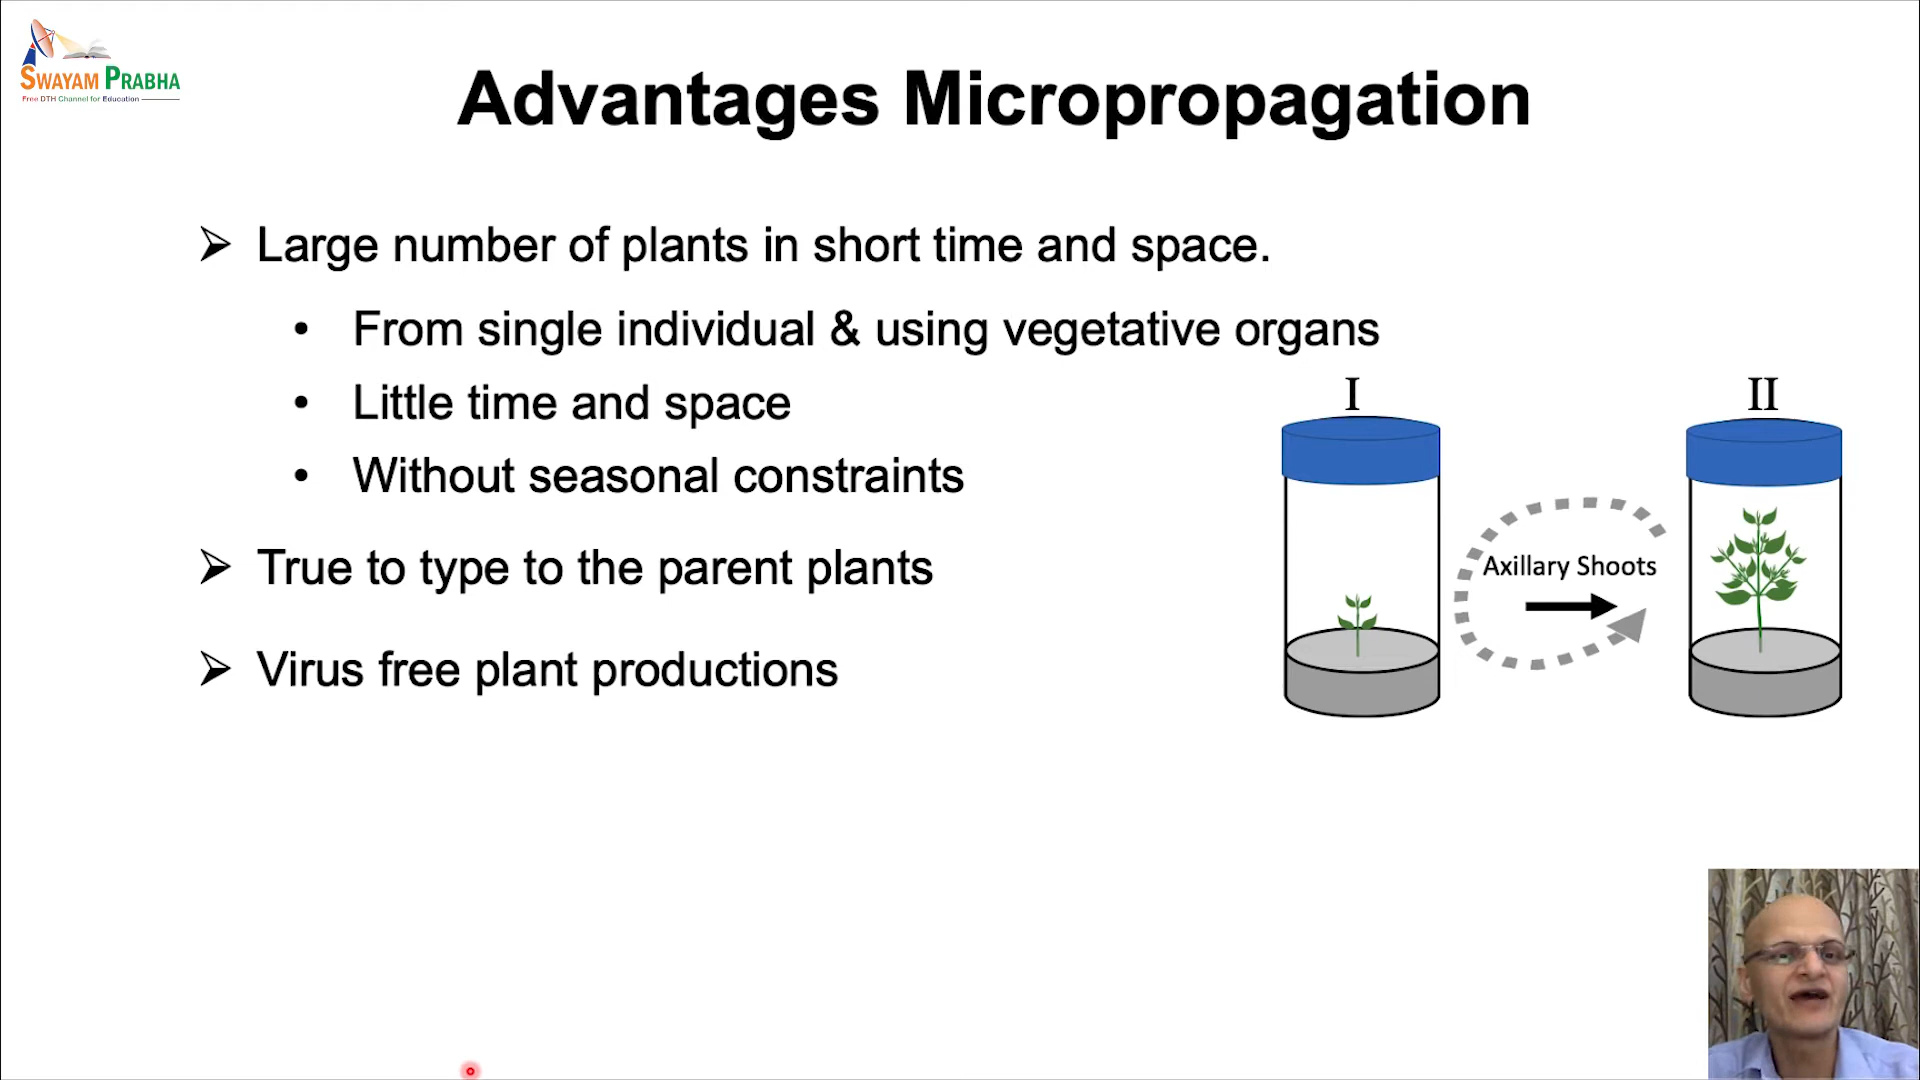 SWAYAM PRABHA
Free DTH Channel for Education
Advantages Micropropagation
➢ Large number of plants in short time and space.
• From single individual & using vegetative organs
• Little time and space
• Without seasonal constraints
➢ True to type to the parent plants
➢ Virus free plant productions
I
II
Axillary Shoots